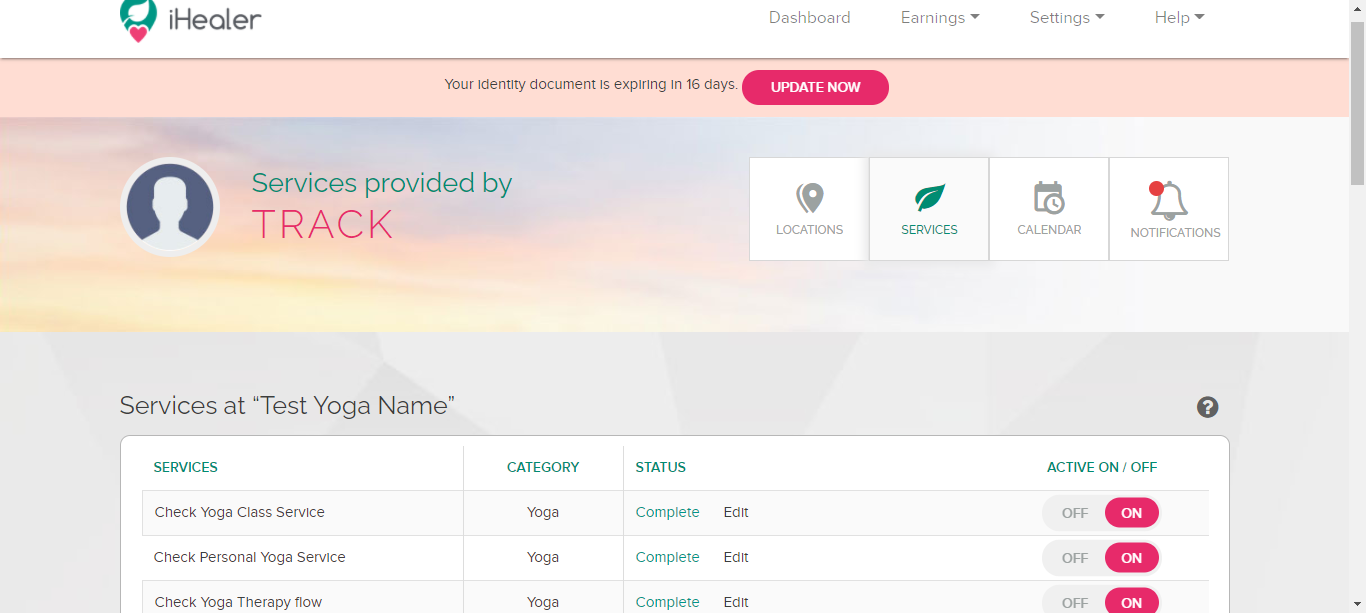 iHealer
Dashboard
Earnings
Settings
Help
Your identity document is expiring in 16 days.
UPDATE NOW
Services provided by
TRACK
LOCATIONS
SERVICES
CALENDAR
NOTIFICATIONS
Services at “Test Yoga Name”
?
SERVICES CATEGORY STATUS ACTIVE ON / OFF
Check Yoga Class Service Yoga Complete Edit OFF ON
Check Personal Yoga Service Yoga Complete Edit OFF ON
Check Yoga Therapy flow Yoga Complete Edit OFF ON